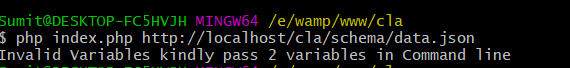 Sumit@DESKTOP-FC5HVJH MINGW64 /e/wamp/www/cla
$ php index.php http://localhost/cla/schema/data.json
Invalid Variables kindly pass 2 variables in Command line